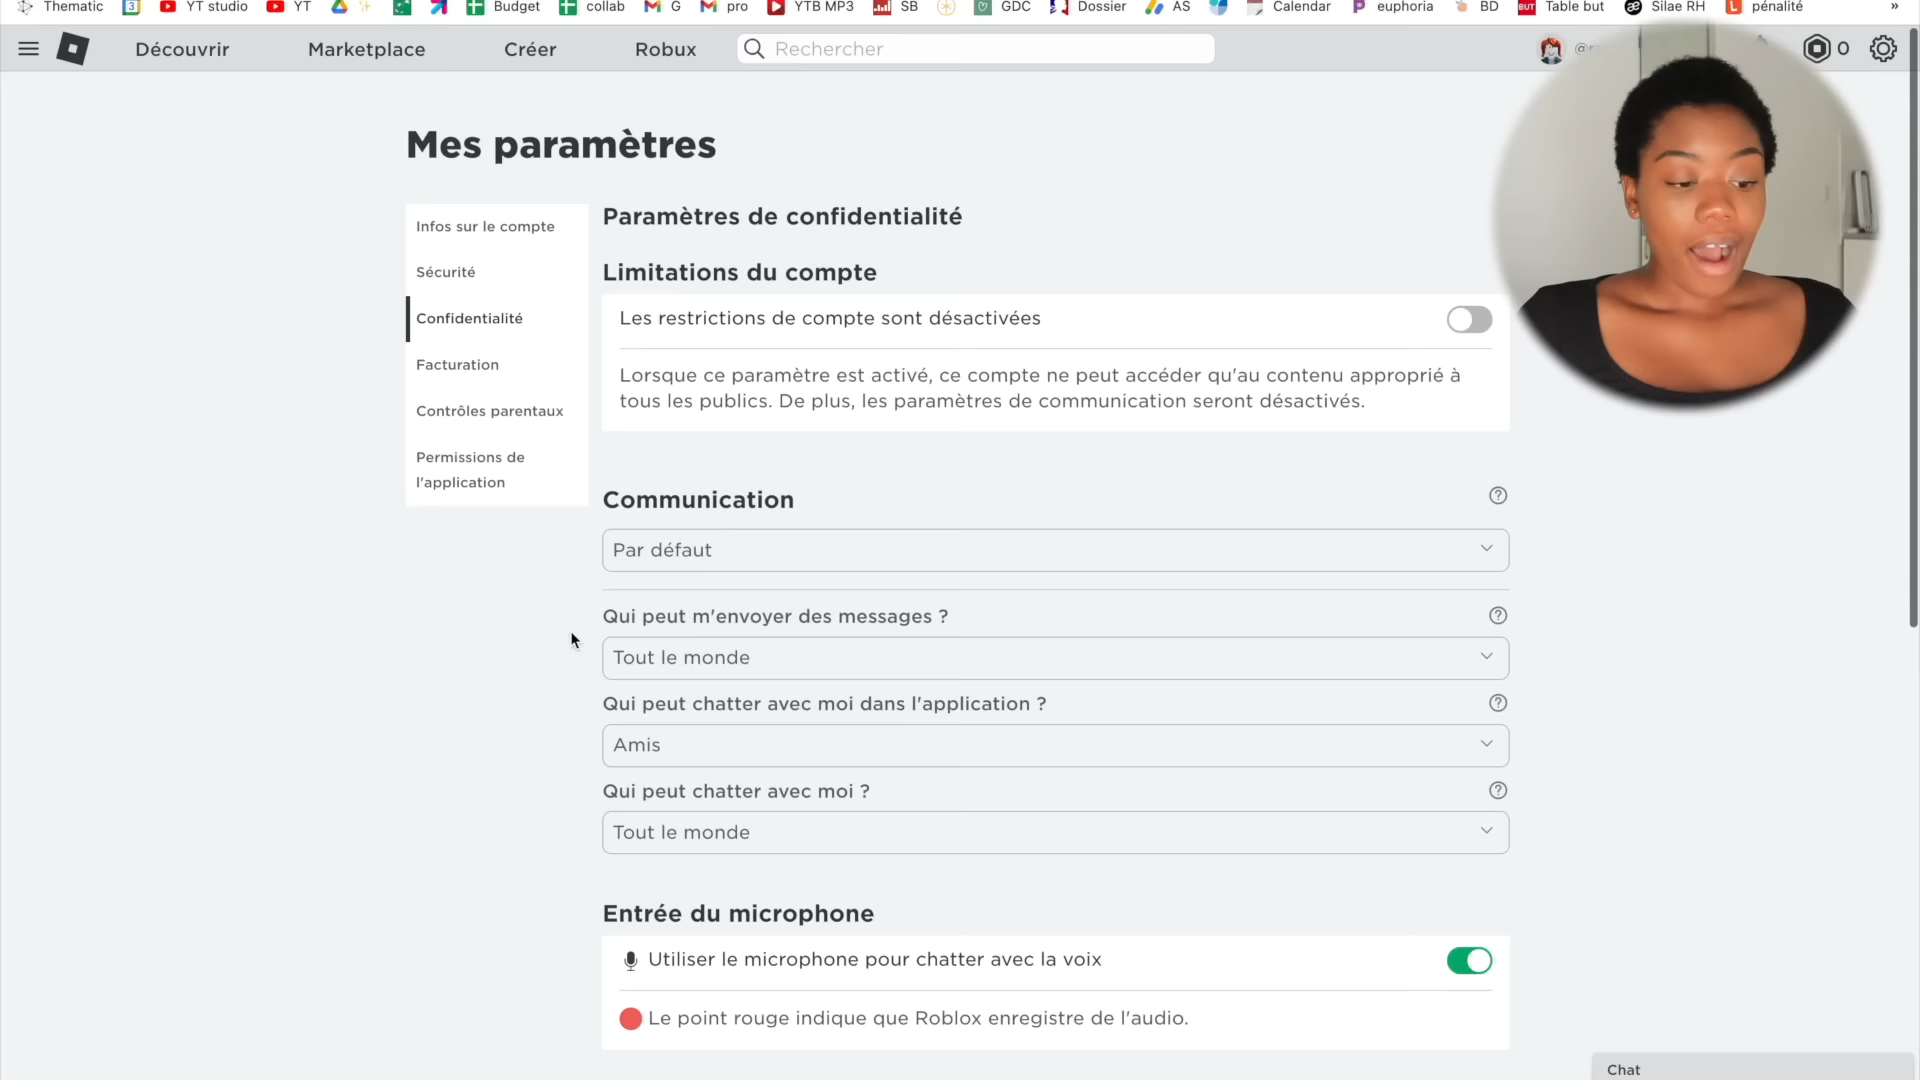 Thematic YT studio YT Budget collab G pro YTB MP3 SB GDC Dossier AS Calendar euphoria BD BUT Table but Silae RH pénalité »
Découvrir Marketplace Créer Robux Rechercher 0
Mes paramètres
Infos sur le compte
Sécurité
Confidentialité
Facturation
Contrôles parentaux
Permissions de
l'application
Paramètres de confidentialité
Limitations du compte
Les restrictions de compte sont désactivées
Lorsque ce paramètre est activé, ce compte ne peut accéder qu'au contenu approprié à
tous les publics. De plus, les paramètres de communication seront désactivés.
Communication
Par défaut
Qui peut m'envoyer des messages ?
Tout le monde
Qui peut chatter avec moi dans l'application ?
Amis
Qui peut chatter avec moi ?
Tout le monde
Entrée du microphone
Utiliser le microphone pour chatter avec la voix
Le point rouge indique que Roblox enregistre de l'audio.
Chat